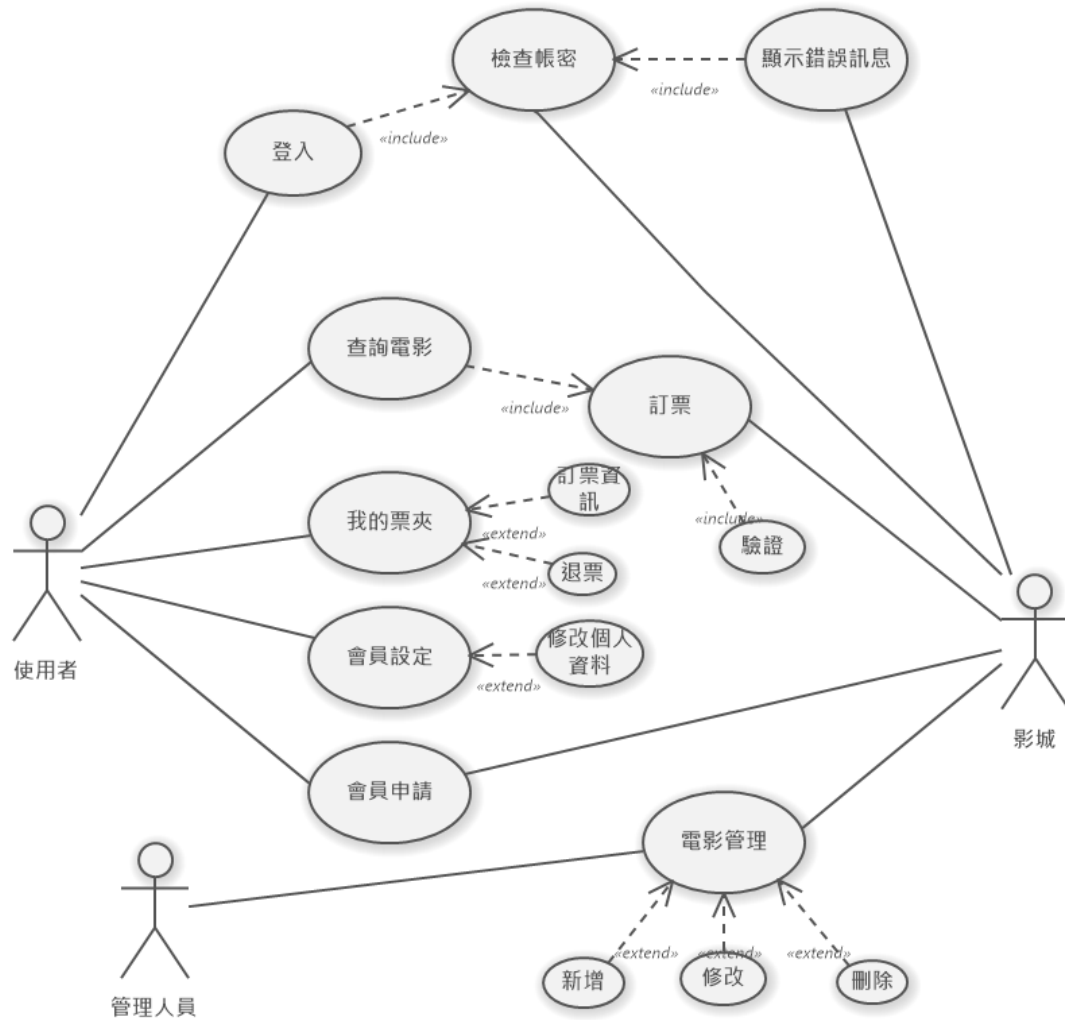 檢查帳密
顯示錯誤訊息
«include»
«include»
登入
查詢電影
«include»
訂票
訂票資
訊
我的票夾
«extend»
«include»
驗證
退票
«extend»
會員設定
修改個人
資料
«extend»
使用者
影城
會員申請
電影管理
«extend»
«extend»
«extend»
新增
修改
刪除
管理人員